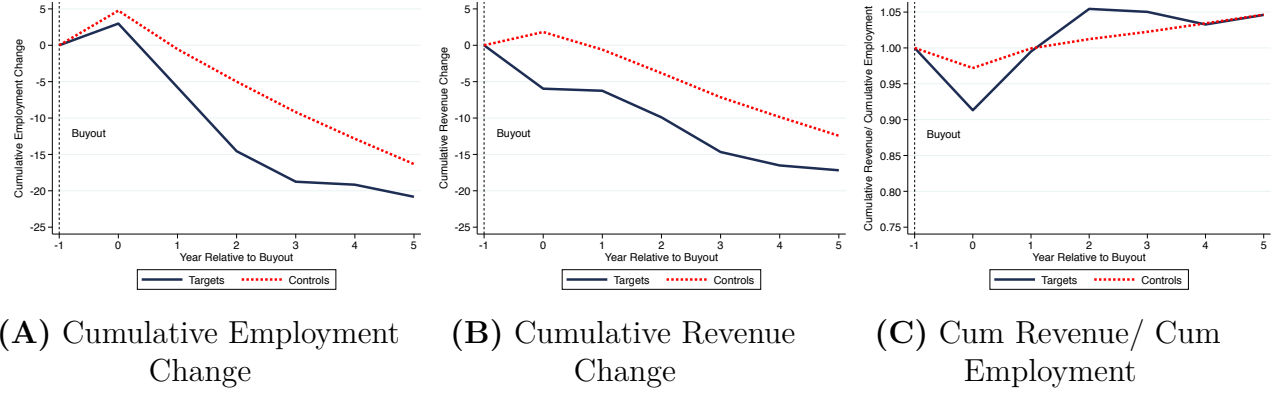 Cumulative Employment Change
5
0
-5
-10
-15
-20
-25
Buyout
-1 0 1 2 3 4 5
Year Relative to Buyout
Targets Controls
(A) Cumulative Employment
Change
Cumulative Revenue Change
5
0
-5
-10
-15
-20
-25
Buyout
-1 0 1 2 3 4 5
Year Relative to Buyout
Targets Controls
(B) Cumulative Revenue
Change
Cumulative Revenue/ Cumulative Employment
1.05
1.00
0.95
0.90
0.85
0.80
0.75
Buyout
-1 0 1 2 3 4 5
Year Relative to Buyout
Targets Controls
(C) Cum Revenue/ Cum
Employment